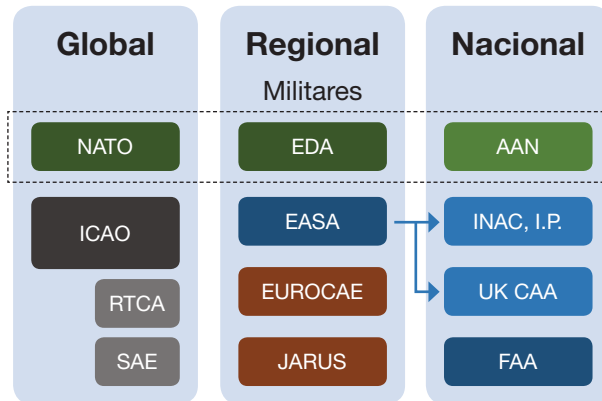 Global
Regional
Nacional
Militares
NATO
EDA
AAN
ICAO
EASA
INAC, I.P.
RTCA
EUROCAE
UK CAA
SAE
JARUS
FAA